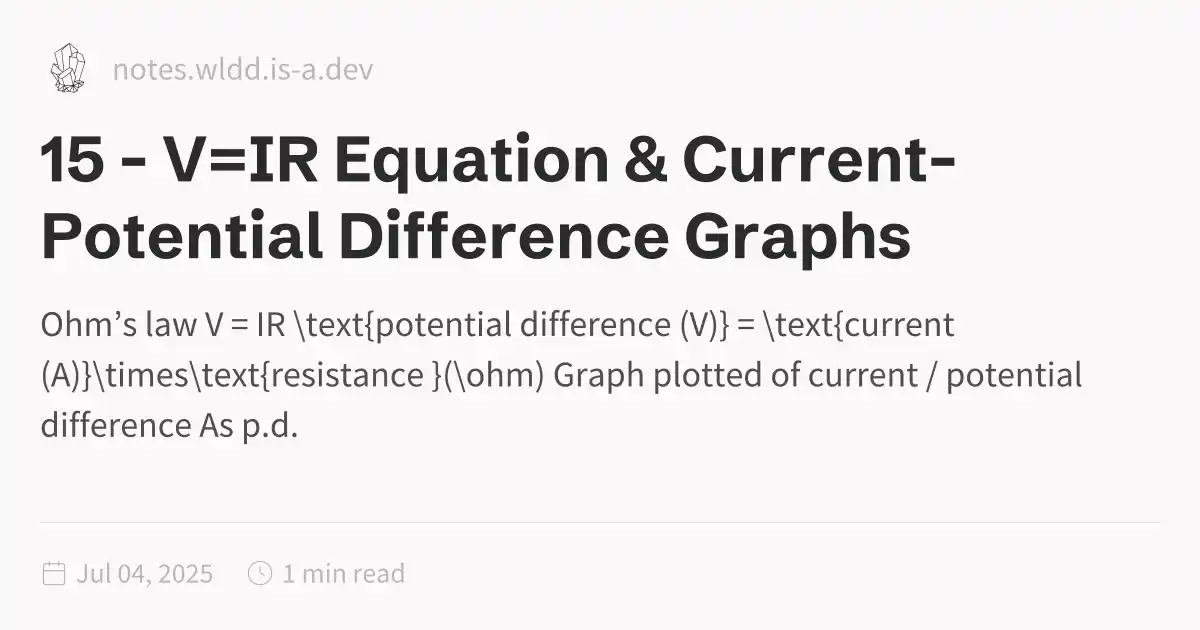 notes.wldd.is-a.dev
15 - V=IR Equation & Current-
Potential Difference Graphs
Ohm’s law V = IR \text{potential difference (V)} = \text{current
(A)}\times\text{resistance }(\ohm) Graph plotted of current / potential
difference As p.d.
Jul 04, 2025 1 min read